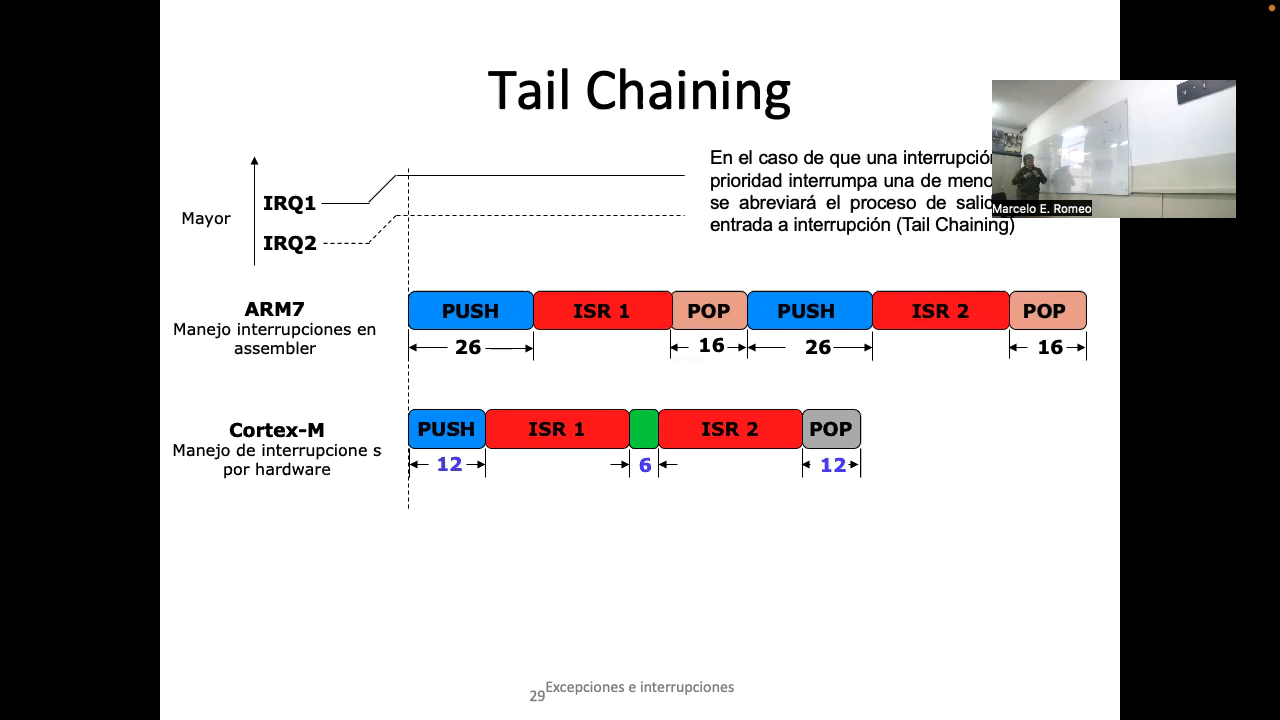 Tail Chaining
En el caso de que una interrupción
prioridad interrumpa una de meno
se abreviará el proceso de salid
entrada a interrupción (Tail Chaining)
Marcelo E. Romeo
Mayor
IRQ1
IRQ2
ARM7
Manejo interrupciones en
assembler
PUSH ISR 1 POP PUSH ISR 2 POP
26 16 26 16
Cortex-M
Manejo de interrupcione s
por hardware
PUSH ISR 1 ISR 2 POP
12 6 12
29 Excepciones e interrupciones